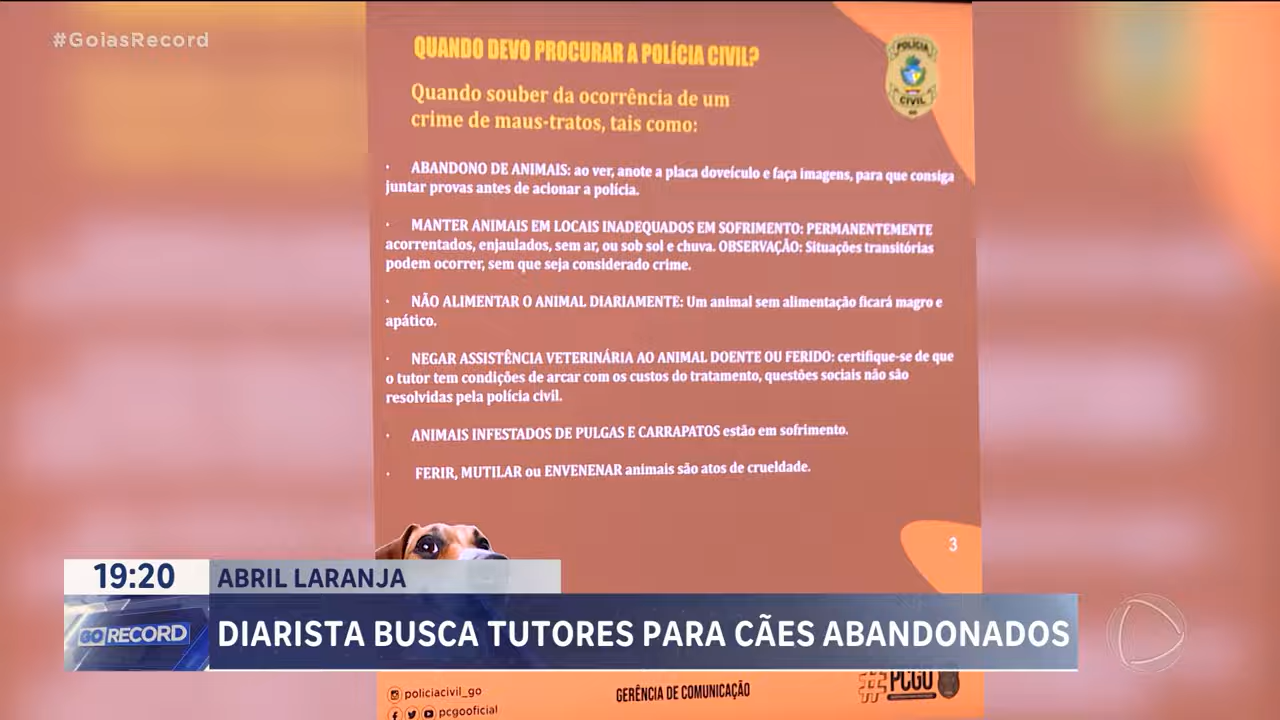 #GoiasRecord
QUANDO DEVO PROCURAR A POLÍCIA CIVIL?
POLÍCIA
CIVIL
Quando souber da ocorrência de um
crime de maus-tratos, tais como:
· ABANDONO DE ANIMAIS: ao ver, anote a placa doveículo e faça imagens, para que consiga
juntar provas antes de acionar a polícia.
· MANTER ANIMAIS EM LOCAIS INADEQUADOS EM SOFRIMENTO: PERMANENTEMENTE
acorrentados, enjaulados, sem ar, ou sob sol e chuva. OBSERVAÇÃO: Situações transitórias
podem ocorrer, sem que seja considerado crime.
· NÃO ALIMENTAR O ANIMAL DIARIAMENTE: Um animal sem alimentação ficará magro e
apático.
· NEGAR ASSISTÊNCIA VETERINÁRIA AO ANIMAL DOENTE OU FERIDO: certifique-se de que
o tutor tem condições de arcar com os custos do tratamento, questões sociais não são
resolvidas pela polícia civil.
· ANIMAIS INFESTADOS DE PULGAS E CARRAPATOS estão em sofrimento.
· FERIR, MUTILAR ou ENVENENAR animais são atos de crueldade.
3
19:20
ABRIL LARANJA
GO RECORD
DIARISTA BUSCA TUTORES PARA CÃES ABANDONADOS
policiacivil_go
pcgooficial
GERÊNCIA DE COMUNICAÇÃO
#PCGO